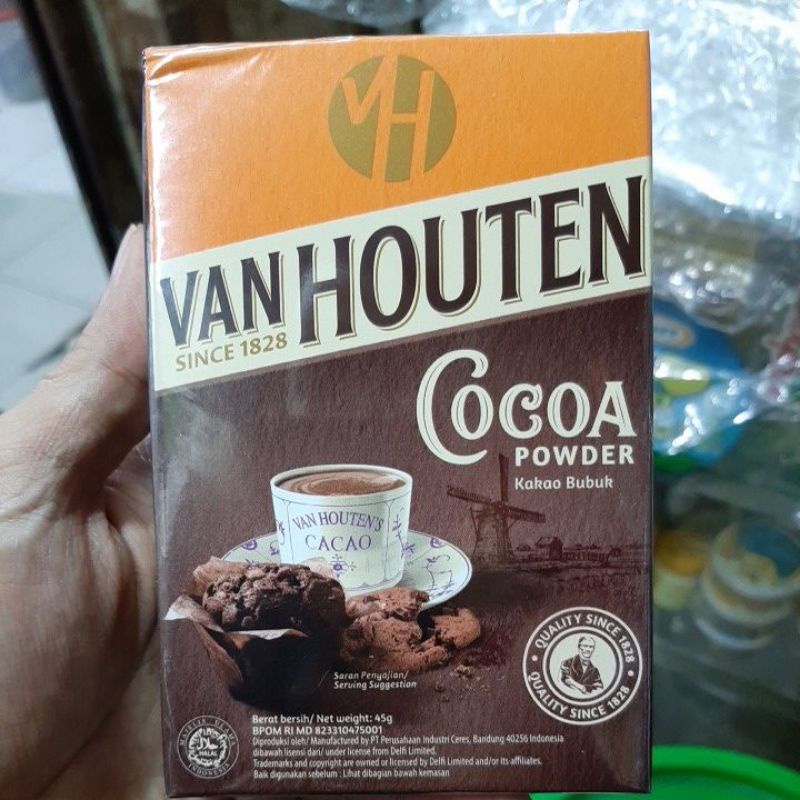 VH
VAN HOUTEN
SINCE 1828
COCOA
POWDER
Kakao Bubuk
VAN HOUTEN'S
CACAO
QUALITY SINCE 1828
QUALITY SINCE 1828
Saran Penyajian/
Serving Suggestion
Berat bersih/ Net weight: 45g
BPOM RI MD 823310475001
Diproduksi oleh/ Manufactured by PT Perusahaan Industri Ceres, Bandung 40256 Indonesia
dibawah lisensi dari/ under license from Delfi Limited.
Trademarks and copyright are owned or licensed by Delfi Limited and/or its affiliates.
Baik digunakan sebelum : Lihat dibagian bawah kemasan
MAJELIS ULAMA
HALAL
INDONESIA